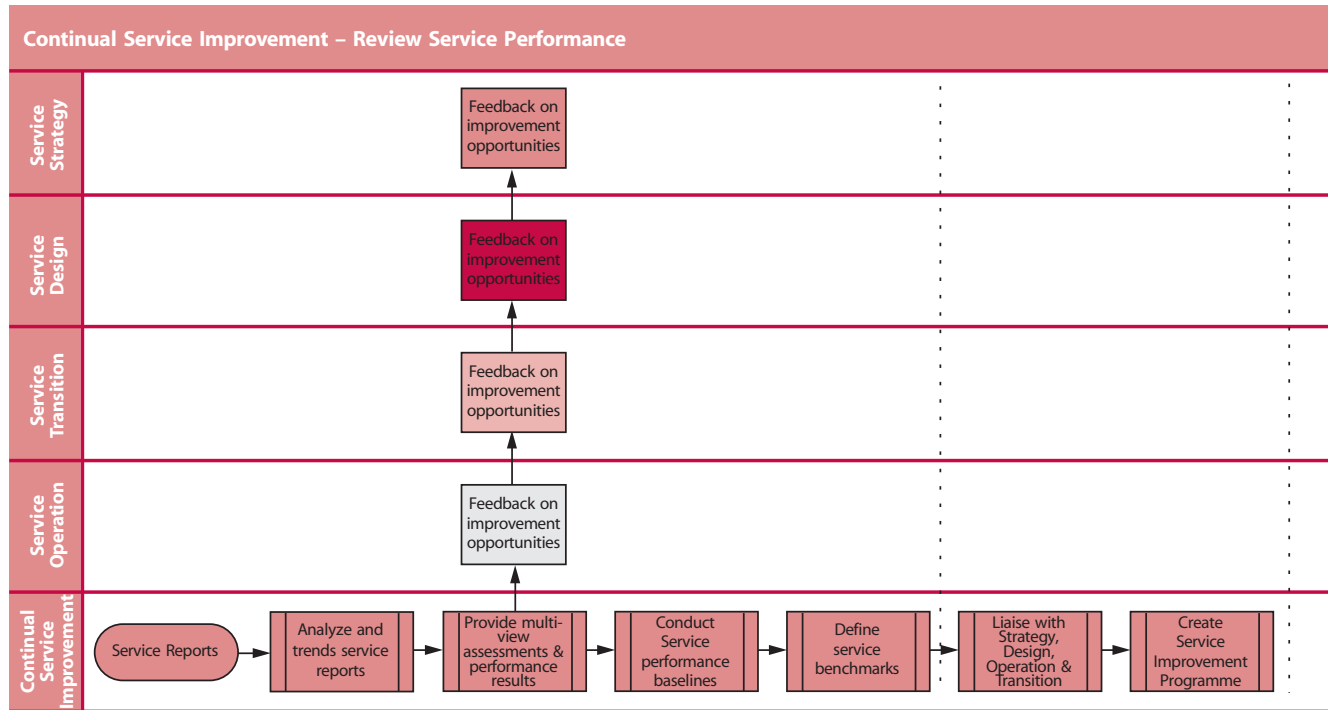 Continual Service Improvement – Review Service Performance
Service
Strategy
Feedback on
improvement
opportunities
Service
Design
Feedback on
improvement
opportunities
Service
Transition
Feedback on
improvement
opportunities
Service
Operation
Feedback on
improvement
opportunities
Continual
Service
Improvement
Service Reports
Analyze and
trends service
reports
Provide multi-
view
assessments &
performance
results
Conduct
Service
performance
baselines
Define
service
benchmarks
Liaise with
Strategy,
Design,
Operation &
Transition
Create
Service
Improvement
Programme